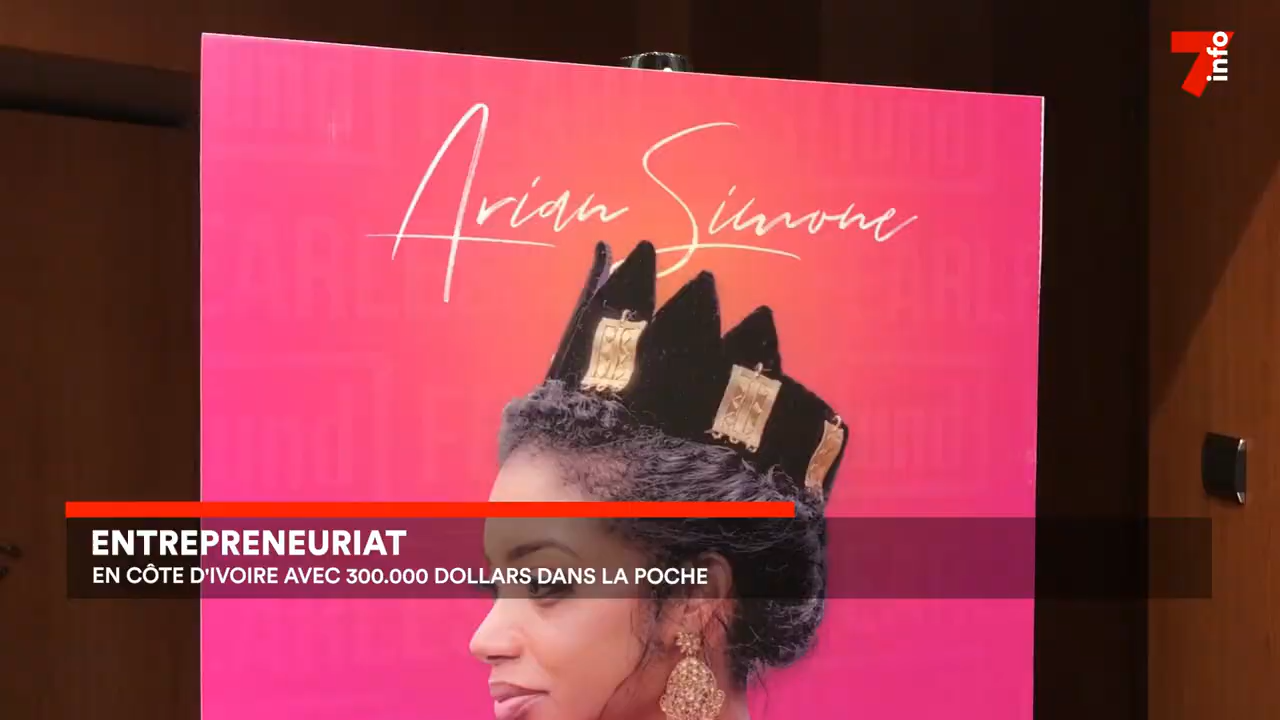 7
info
Arian Simone
ENTREPRENEURIAT
EN CÔTE D'IVOIRE AVEC 300.000 DOLLARS DANS LA POCHE